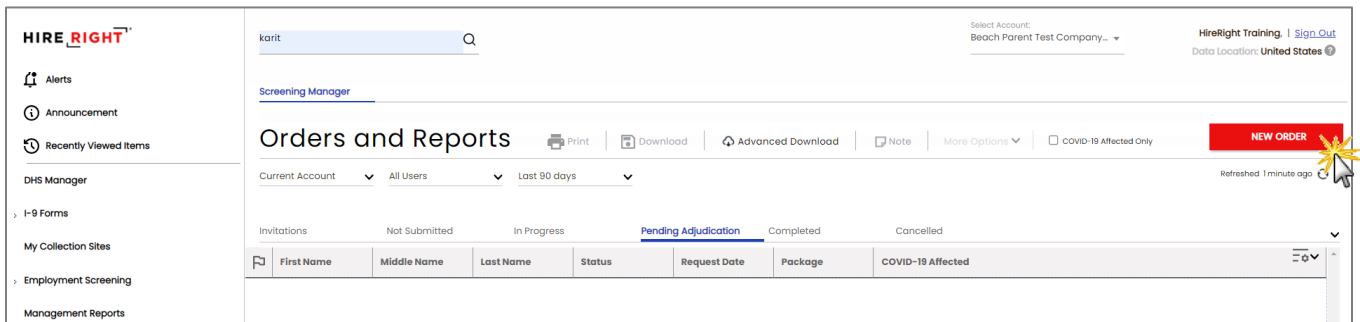 HIRE RIGHT
karit
Select Account:
Beach Parent Test Company...
HireRight Training, | Sign Out
Data Location: United States ?
Alerts
Announcement
Recently Viewed Items
DHS Manager
I-9 Forms
My Collection Sites
Employment Screening
Management Reports
Screening Manager
Orders and Reports
Print
Download
Advanced Download
Note
More Options
COVID-19 Affected Only
NEW ORDER
Current Account
All Users
Last 90 days
Refreshed 1 minute ago
Invitations
Not Submitted
In Progress
Pending Adjudication
Completed
Cancelled
First Name
Middle Name
Last Name
Status
Request Date
Package
COVID-19 Affected